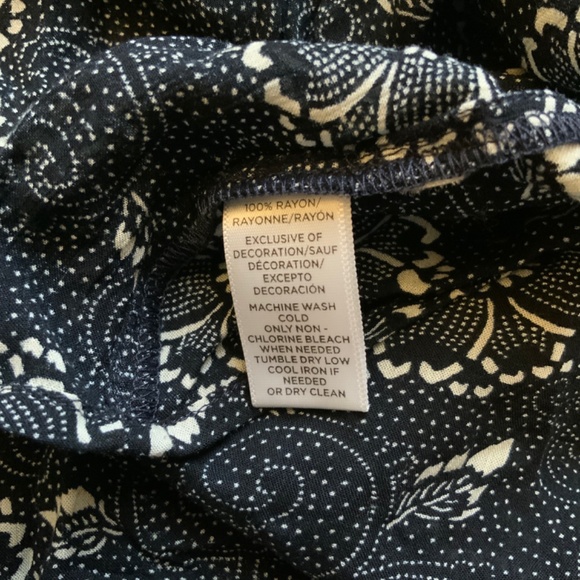 100% RAYON/
RAYONNE/RAYÓN
EXCLUSIVE OF
DECORATION/SAUF
DÉCORATION/
EXCEPTO
DECORACIÓN
MACHINE WASH
COLD
ONLY NON -
CHLORINE BLEACH
WHEN NEEDED
TUMBLE DRY LOW
COOL IRON IF
NEEDED
OR DRY CLEAN